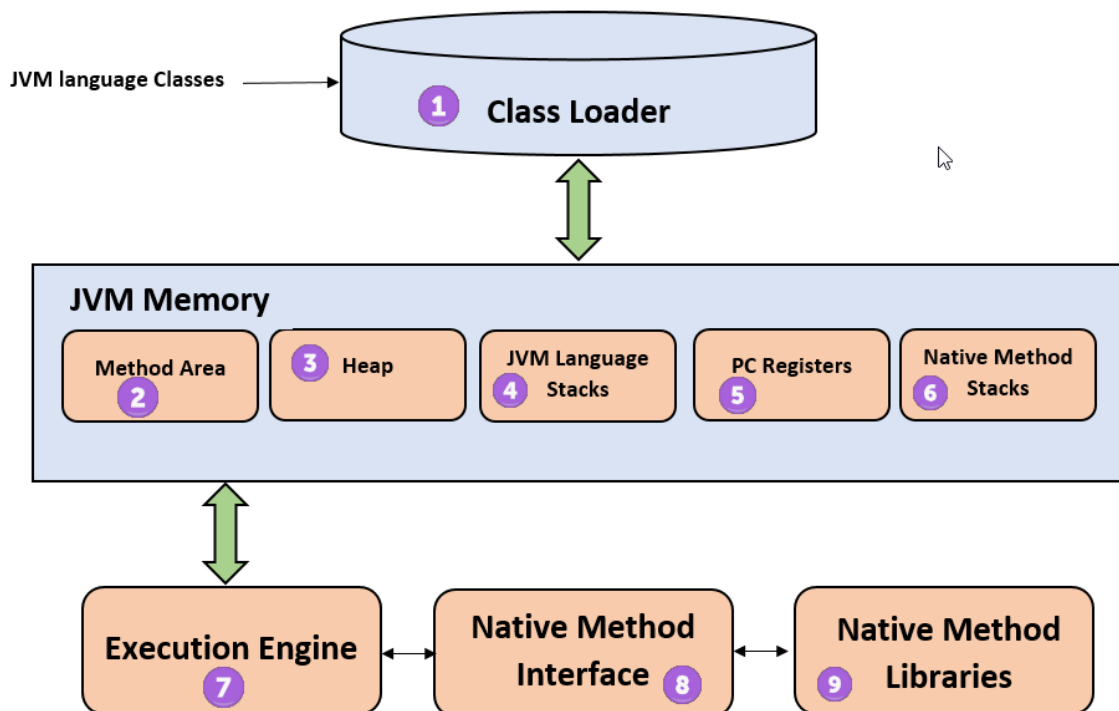 JVM language Classes
1 Class Loader
JVM Memory
Method Area
2
3 Heap
JVM Language
4 Stacks
PC Registers
5
Native Method
6 Stacks
Execution Engine
7
Native Method
Interface 8
Native Method
9 Libraries